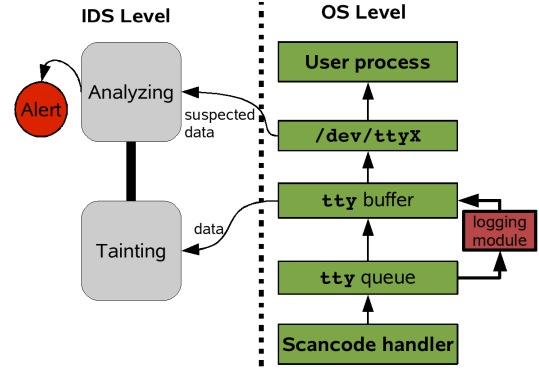 IDS Level
OS Level
Analyzing
Alert
suspected
data
Tainting
data
User process
/dev/ttyX
tty buffer
logging
module
tty queue
Scancode handler